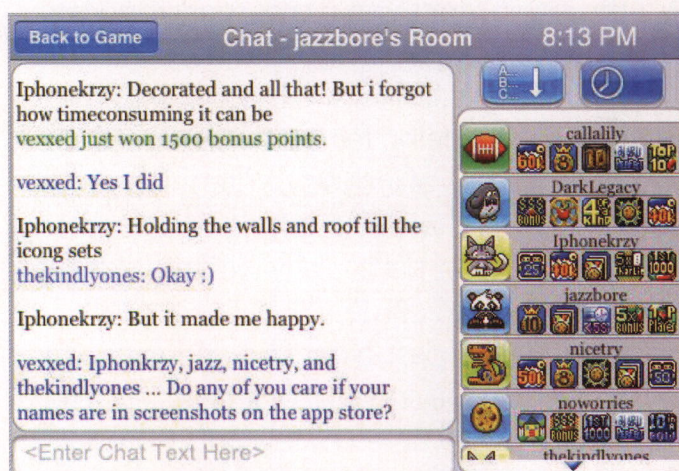 Back to Game
Chat - jazzbore's Room
8:13 PM
Iphonekrzy: Decorated and all that! But i forgot
how timeconsuming it can be
vexxed just won 1500 bonus points.
vexxed: Yes I did
Iphonekrzy: Holding the walls and roof till the
icong sets
thekindlyones: Okay :)
Iphonekrzy: But it made me happy.
vexxed: Iphonkrzy, jazz, nicetry, and
thekindlyones ... Do any of you care if your
names are in screenshots on the app store?
<Enter Chat Text Here>
A...
B...
C...
callalily
DarkLegacy
Iphonekrzy
jazzbore
nicetry
noworries
thekindlyones